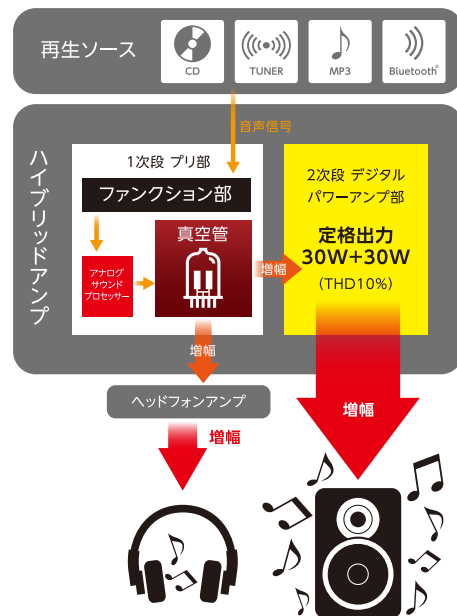 再生ソース
CD
TUNER
MP3
Bluetooth®
音声信号
ハイブリッドアンプ
1次段 プリ部
ファンクション部
アナログ
サウンド
プロセッサー
真空管
増幅
2次段 デジタル
パワーアンプ部
定格出力
30W+30W
(THD10%)
増幅
ヘッドフォンアンプ
増幅
増幅